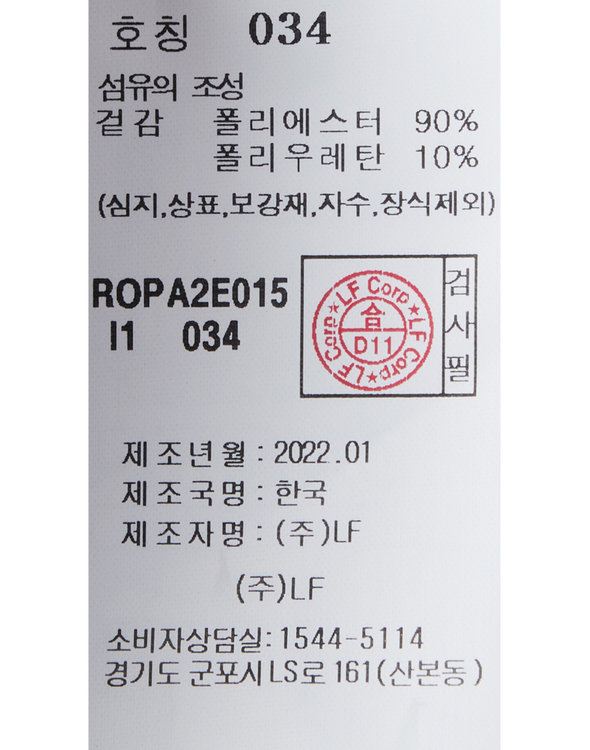 호칭 034
섬유의 조성
겉감 폴리에스터 90%
폴리우레탄 10%
(심지,상표,보강재,자수,장식제외)
ROPA2E015
I1 034
★LF Corp★LF Corp★LF Corp
合
D11
검사필
제조년월 : 2022.01
제조국명 : 한국
제조자명 : (주)LF
(주)LF
소비자상담실: 1544-5114
경기도 군포시 LS로 161(산본동)